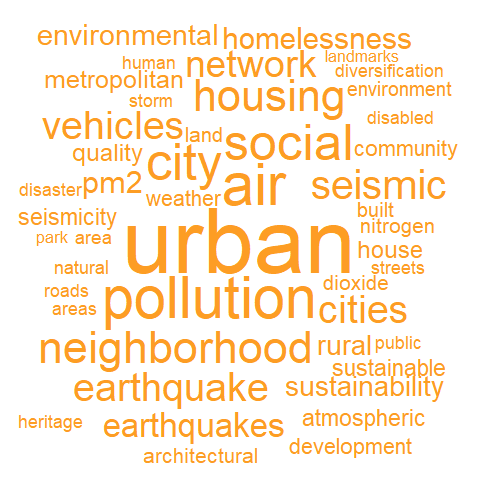 environmental homelessness
human network landmarks
metropolitan diversification
storm housing environment
vehicles land social disabled
quality city community
disaster pm2 weather air seismic
seismicity urban built
park area nitrogen
natural house
roads pollution dioxide streets
areas cities
neighborhood rural public
sustainable
earthquake sustainability
heritage earthquakes atmospheric
architectural development